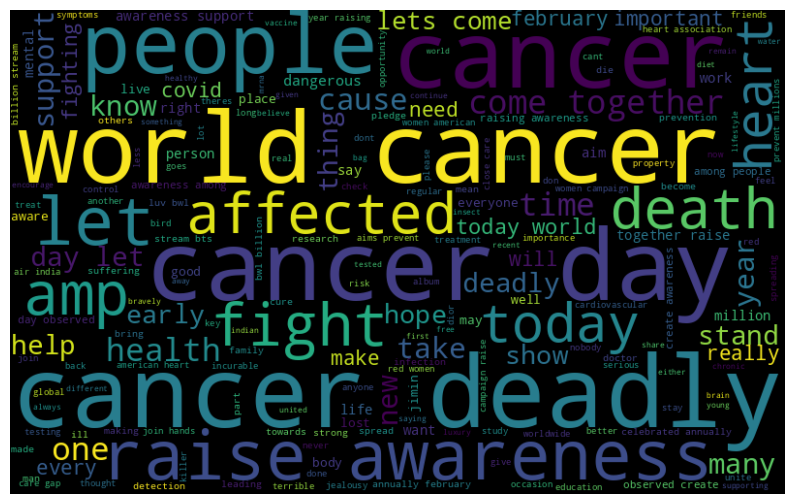 symptoms awareness support year raising vaccine lets come february important heart association friends
billion stream mental support fighting people dangerous opportunity cancer world cant remain water heart
live covid die diet work
know right place cause need come together
others theres goes lot longbelieve mrna given healthy continue pledge women american raising awareness prevention lifestyle prevent millions
something person thing dont say aim among people
world cancer
less real bag please close care must property now
encourage awareness among check regular mean don women campaign feel
treat control luv bwl affected everyone time become death
aware let another bird insect today world importance together raise
day let stream bts research aims prevent treatment recent red
air india suffering good cancer day will year create awareness spreading
amp bwl billion risk tested album deadly
away cure well cardiovascular million
day observed bravely early key fight hope may today stand
help bring indian dior first free share
join health family take infection show doctor nobody really
american heart incurable make red women campaign raise serious either
back different anyone new jimin chronic
global part life stay brain
always united lost saying young
cancer deadly
testing ill making join hands towards strong spread want study worldwide better celebrated annually
made one killer never luxury give unite
man every raise awareness body done many
care gap thought detection leading terrible jealousy annually february occasion education observed create supporting